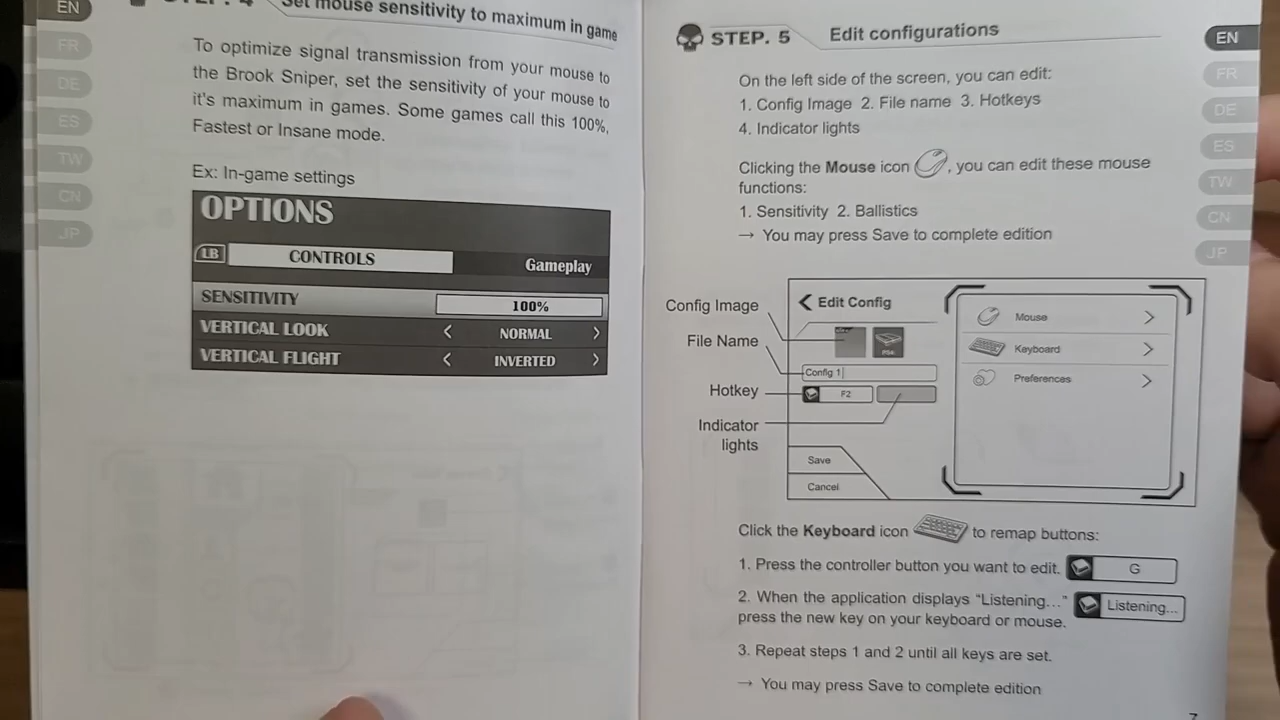 EN
FR
DE
ES
TW
CN
JP
STEP. 4 Set mouse sensitivity to maximum in game
To optimize signal transmission from your mouse to
the Brook Sniper, set the sensitivity of your mouse to
it's maximum in games. Some games call this 100%,
Fastest or Insane mode.
Ex: In-game settings
OPTIONS
LB CONTROLS Gameplay
SENSITIVITY 100%
VERTICAL LOOK < NORMAL >
VERTICAL FLIGHT < INVERTED >
STEP. 5 Edit configurations
On the left side of the screen, you can edit:
1. Config Image 2. File name 3. Hotkeys
4. Indicator lights
Clicking the Mouse icon , you can edit these mouse
functions:
1. Sensitivity 2. Ballistics
→ You may press Save to complete edition
Config Image
File Name
Hotkey
Indicator
lights
Edit Config
PS4
Config 1
F2
Save
Cancel
Mouse
Keyboard
Preferences
Click the Keyboard icon to remap buttons:
1. Press the controller button you want to edit. G
2. When the application displays “Listening...” Listening...
press the new key on your keyboard or mouse.
3. Repeat steps 1 and 2 until all keys are set.
→ You may press Save to complete edition
EN
FR
DE
ES
TW
CN
JP
7